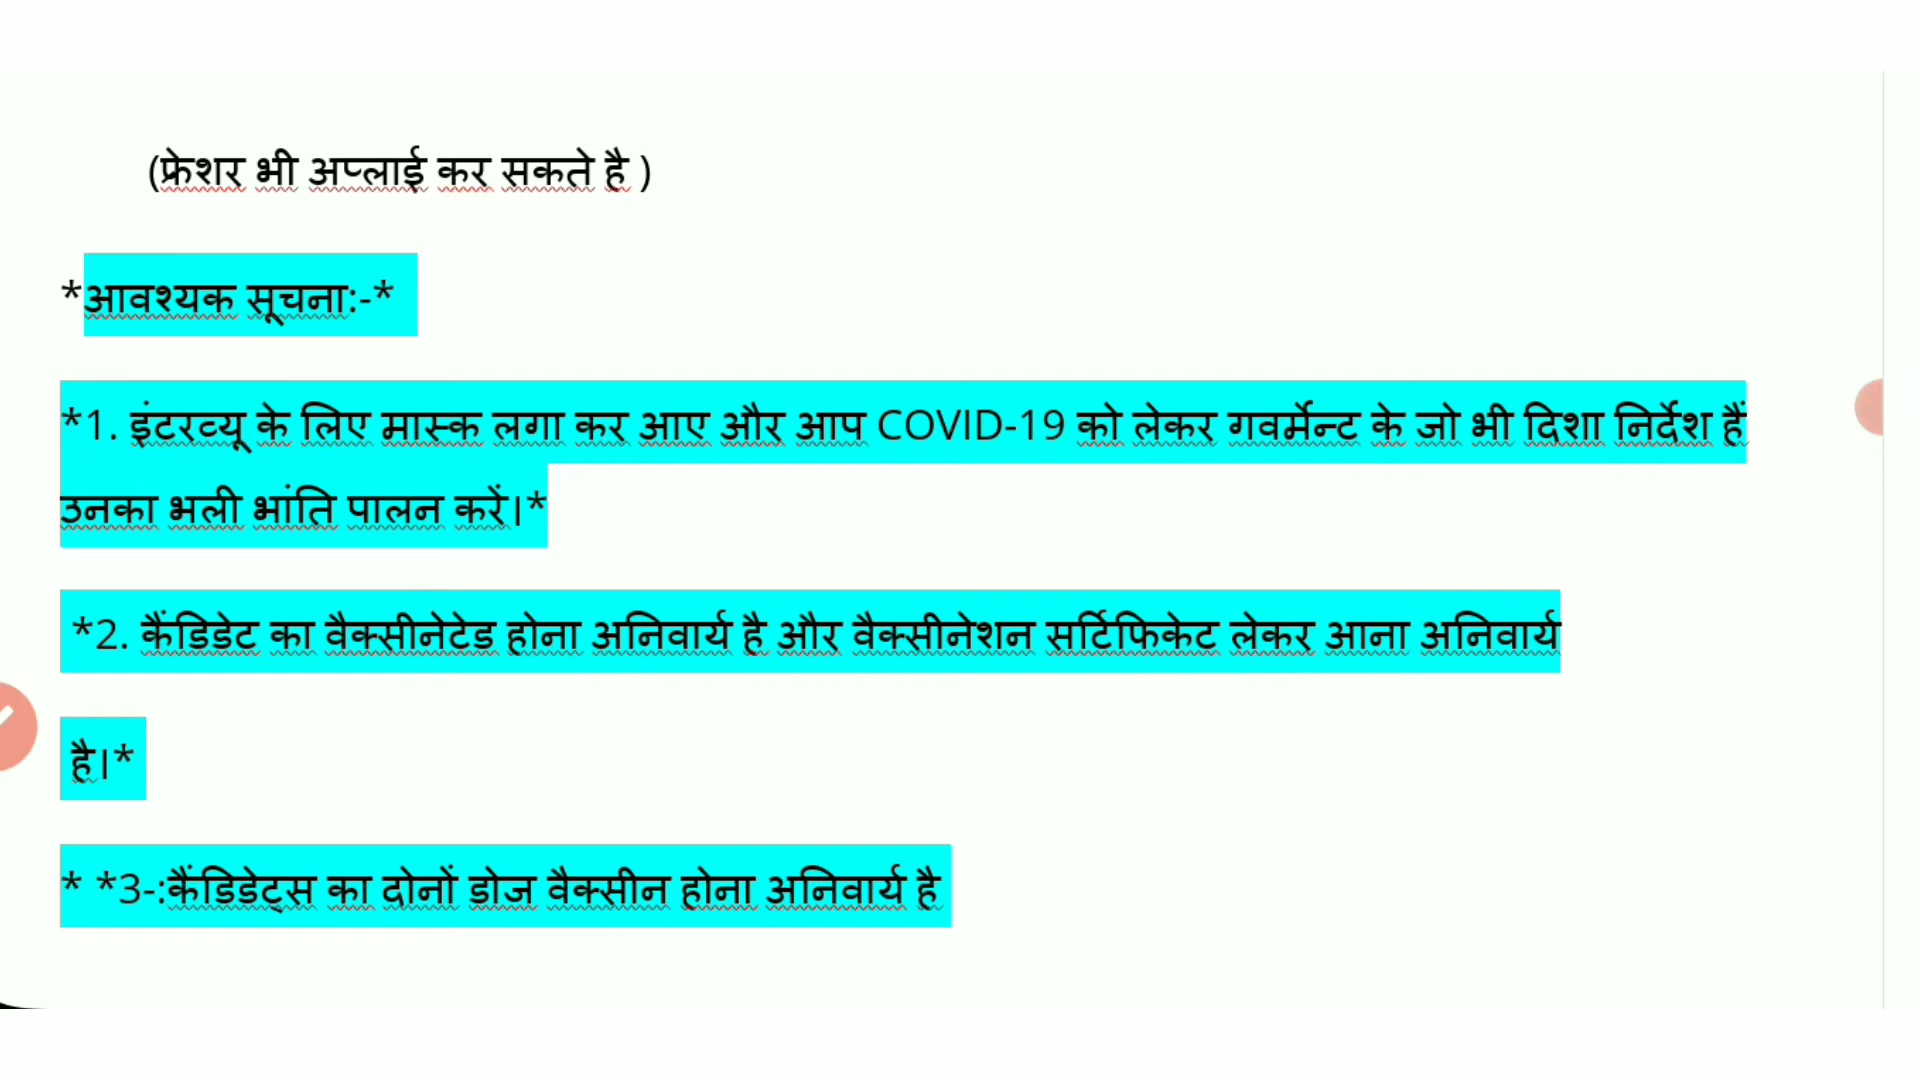 (फ्रेशर भी अप्लाई कर सकते है )
*आवश्यक सूचना:-*
*1. इंटरव्यू के लिए मास्क लगा कर आए और आप COVID-19 को लेकर गवर्मेन्ट के जो भी दिशा निर्देश हैं
उनका भली भांति पालन करें।*
*2. कैंडिडेट का वैक्सीनेटेड होना अनिवार्य है और वैक्सीनेशन सर्टिफिकेट लेकर आना अनिवार्य
है।*
* *3-:कैंडिडेट्स का दोनों डोज वैक्सीन होना अनिवार्य है